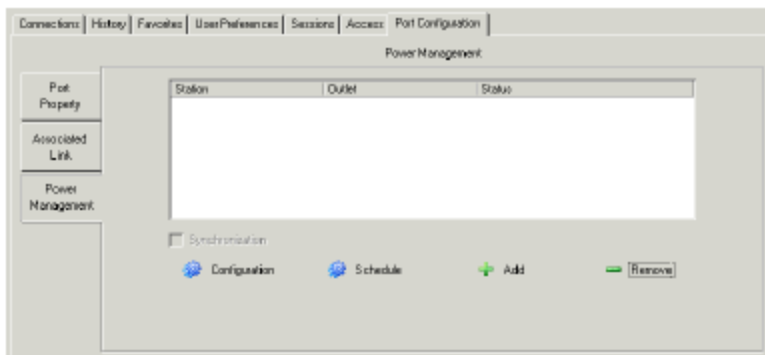 Connections History Favorites User Preferences Sessions Access Port Configuration
Power Management
Port
Property
Station Outlet Status
Associated
Link
Power
Management
Synchronization
Configuration Schedule Add Remove